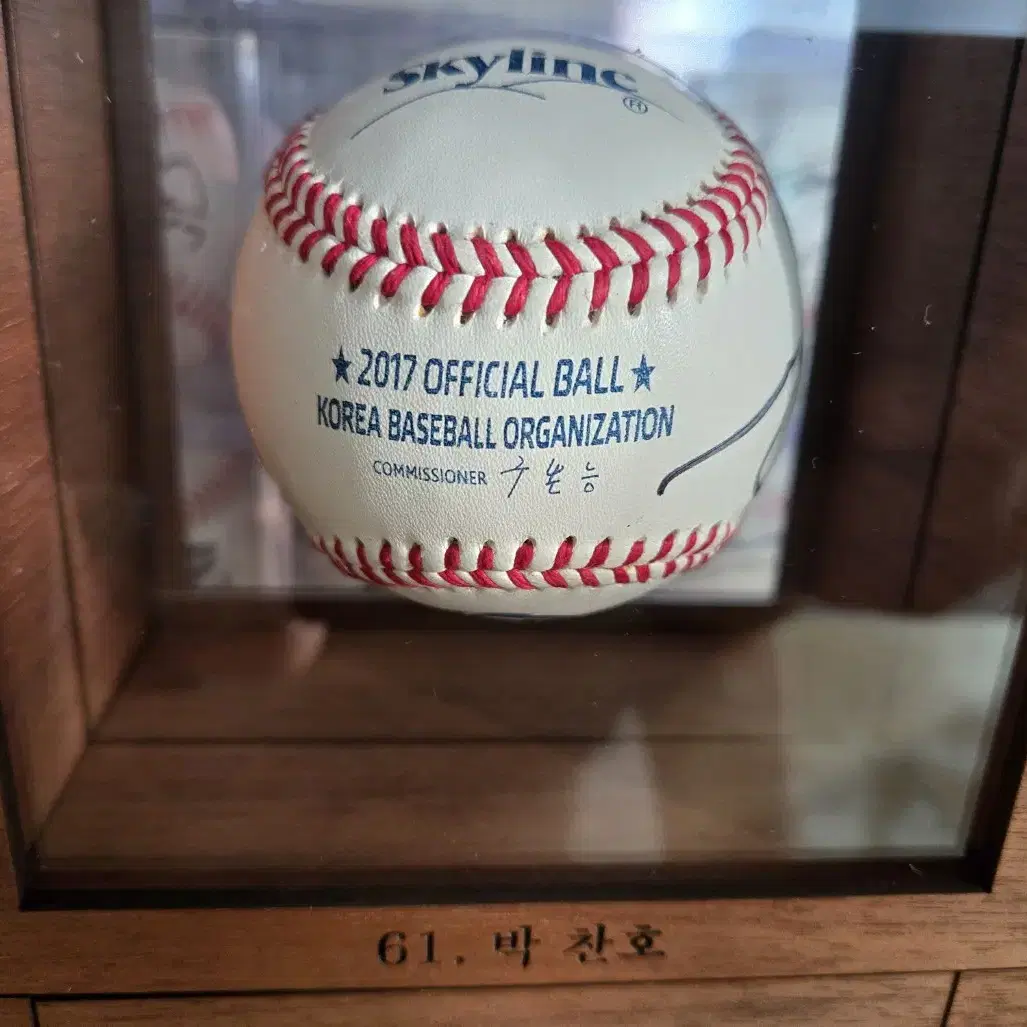 skyline®
★2017 OFFICIAL BALL★
KOREA BASEBALL ORGANIZATION
COMMISSIONER 구본능
61. 박 찬호